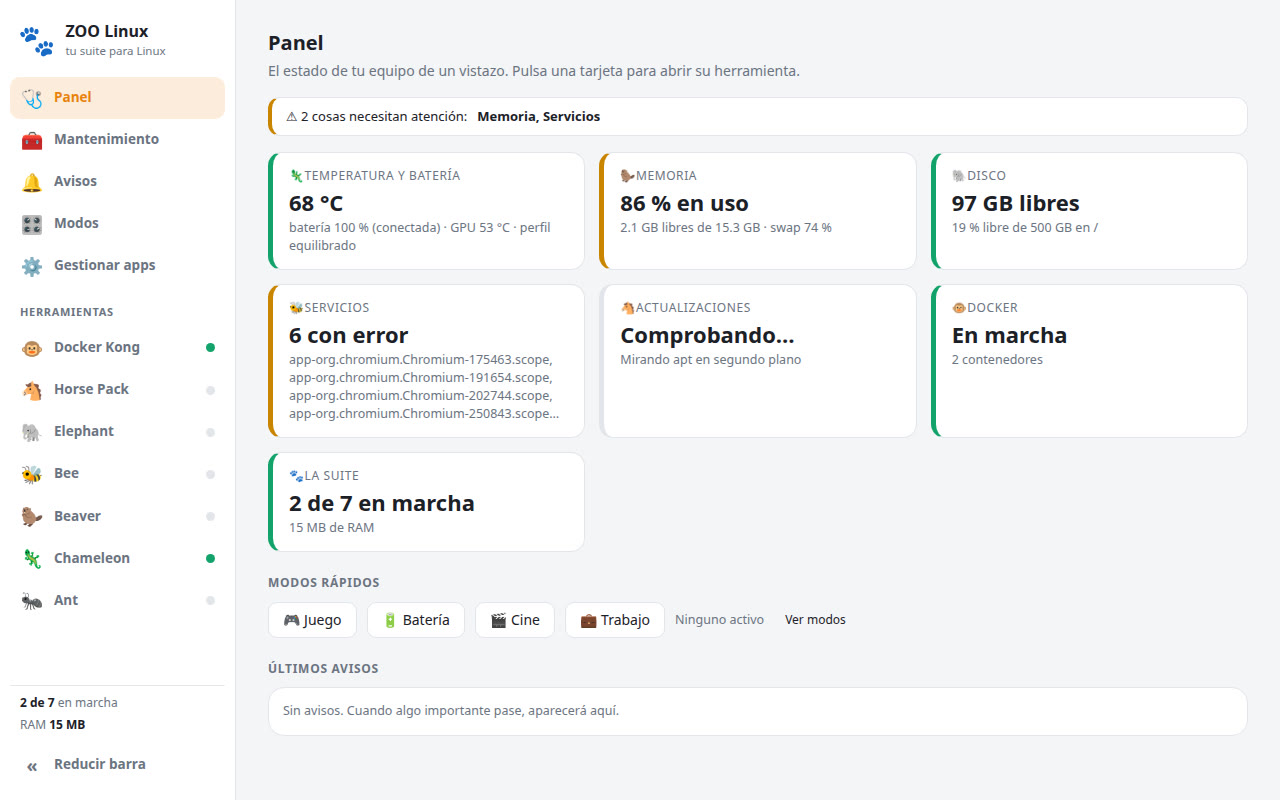 ZOO Linux
tu suite para Linux
Panel
Mantenimiento
Avisos
Modos
Gestionar apps
HERRAMIENTAS
Docker Kong
Horse Pack
Elephant
Bee
Beaver
Chameleon
Ant
2 de 7 en marcha
RAM 15 MB
« Reducir barra
Panel
El estado de tu equipo de un vistazo. Pulsa una tarjeta para abrir su herramienta.
⚠ 2 cosas necesitan atención: Memoria, Servicios
TEMPERATURA Y BATERÍA
68 °C
batería 100 % (conectada) · GPU 53 °C · perfil
equilibrado
MEMORIA
86 % en uso
2.1 GB libres de 15.3 GB · swap 74 %
DISCO
97 GB libres
19 % libre de 500 GB en /
SERVICIOS
6 con error
app-org.chromium.Chromium-175463.scope,
app-org.chromium.Chromium-191654.scope,
app-org.chromium.Chromium-202744.scope,
app-org.chromium.Chromium-250843.scope...
ACTUALIZACIONES
Comprobando...
Mirando apt en segundo plano
DOCKER
En marcha
2 contenedores
LA SUITE
2 de 7 en marcha
15 MB de RAM
MODOS RÁPIDOS
Juego
Batería
Cine
Trabajo
Ninguno activo
Ver modos
ÚLTIMOS AVISOS
Sin avisos. Cuando algo importante pase, aparecerá aquí.